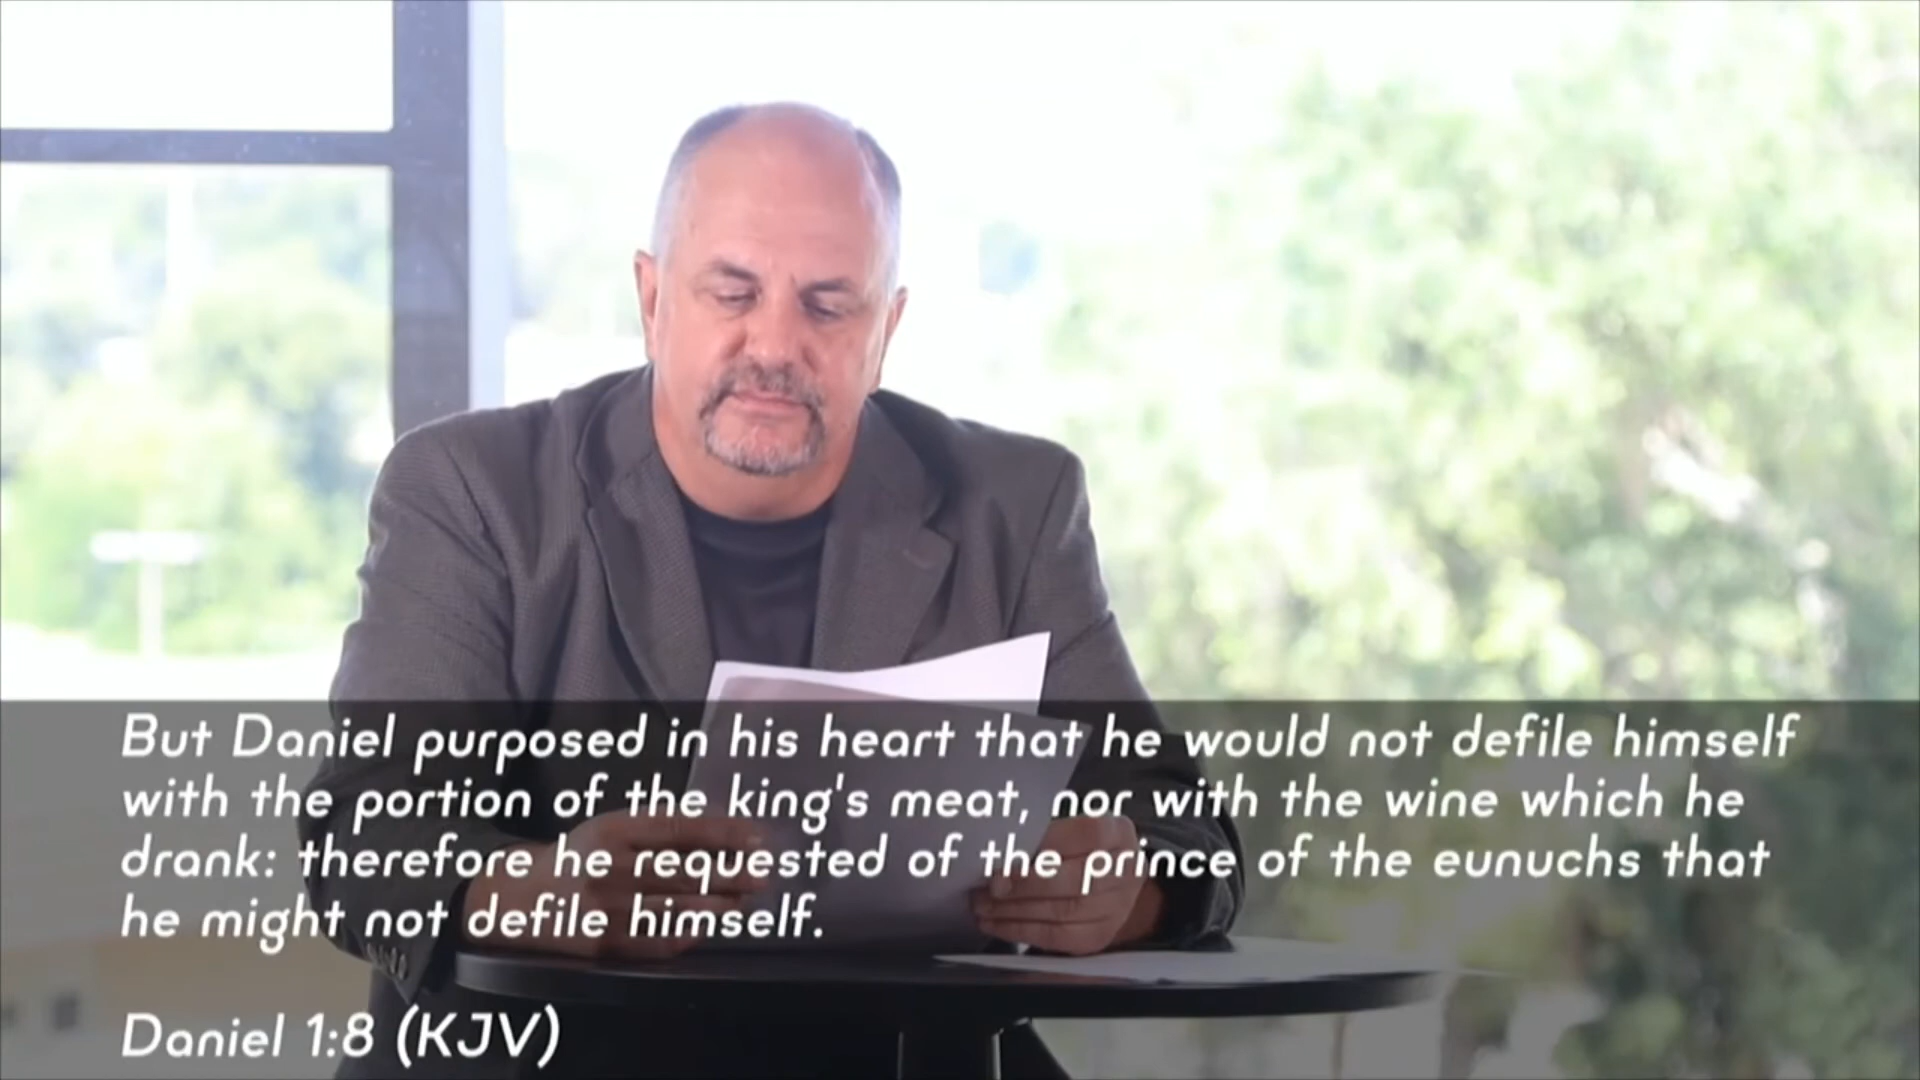 But Daniel purposed in his heart that he would not defile himself
with the portion of the king's meat, nor with the wine which he
drank: therefore he requested of the prince of the eunuchs that
he might not defile himself.
Daniel 1:8 (KJV)